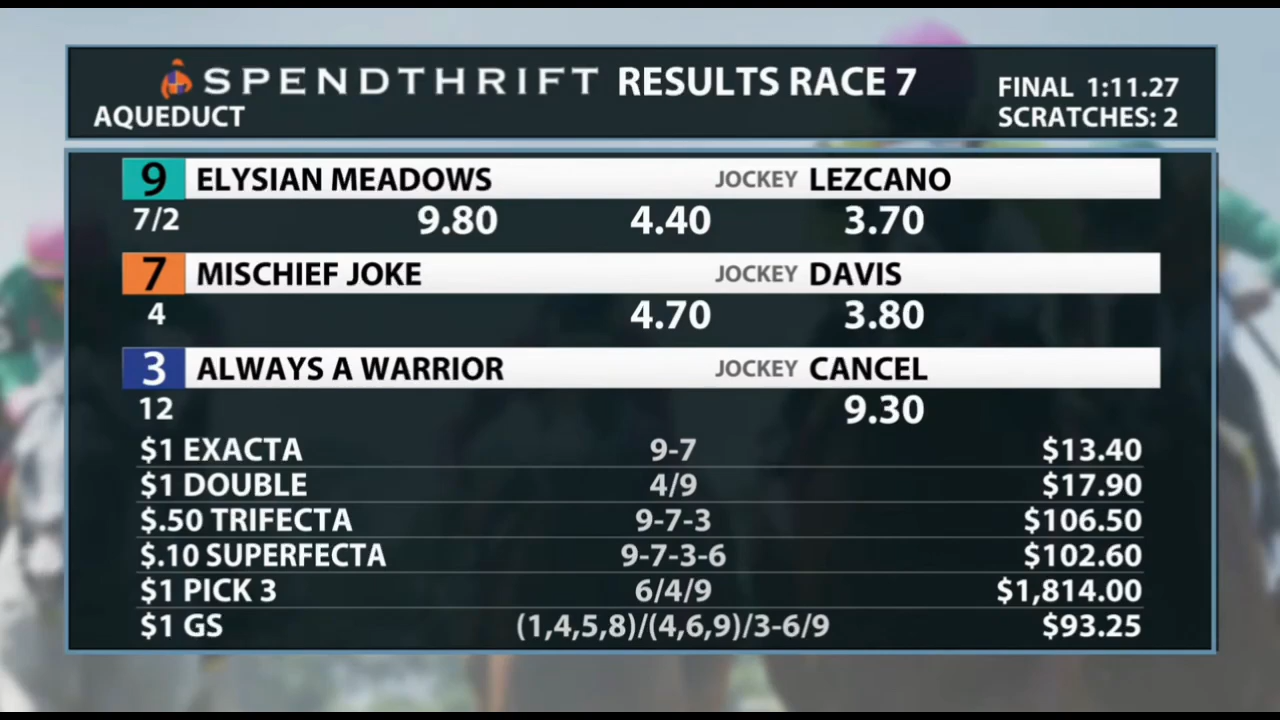 SPENDTHRIFT RESULTS RACE 7
AQUEDUCT
FINAL 1:11.27
SCRATCHES: 2
9 ELYSIAN MEADOWS JOCKEY LEZCANO
7/2 9.80 4.40 3.70
7 MISCHIEF JOKE JOCKEY DAVIS
4 4.70 3.80
3 ALWAYS A WARRIOR JOCKEY CANCEL
12 9.30
$1 EXACTA 9-7 $13.40
$1 DOUBLE 4/9 $17.90
$.50 TRIFECTA 9-7-3 $106.50
$.10 SUPERFECTA 9-7-3-6 $102.60
$1 PICK 3 6/4/9 $1,814.00
$1 GS (1,4,5,8)/(4,6,9)/3-6/9 $93.25